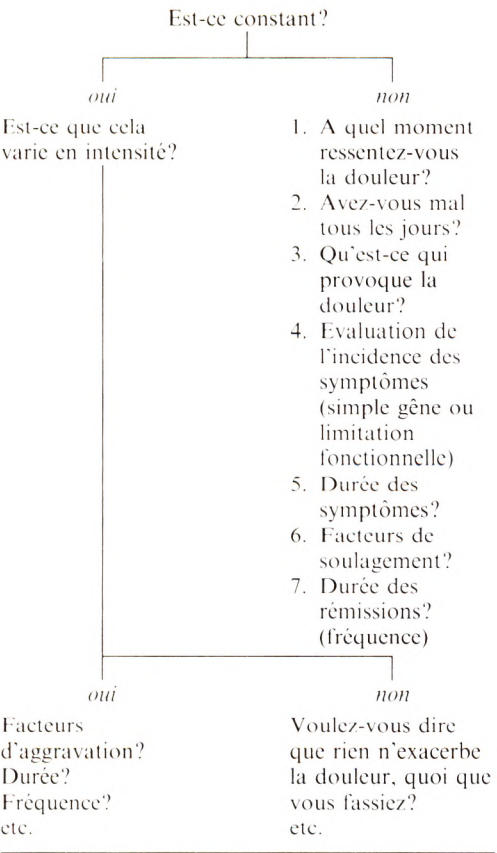 Est-ce constant?
oui
Est-ce que cela
varie en intensité?
non
1. A quel moment
ressentez-vous
la douleur?
2. Avez-vous mal
tous les jours?
3. Qu'est-ce qui
provoque la
douleur?
4. Evaluation de
l'incidence des
symptômes
(simple gêne ou
limitation
fonctionnelle)
5. Durée des
symptômes?
6. Facteurs de
soulagement?
7. Durée des
rémissions?
(fréquence)
oui
Facteurs
d'aggravation?
Durée?
Fréquence?
etc.
non
Voulez-vous dire
que rien n'exacerbe
la douleur, quoi que
vous fassiez?
etc.